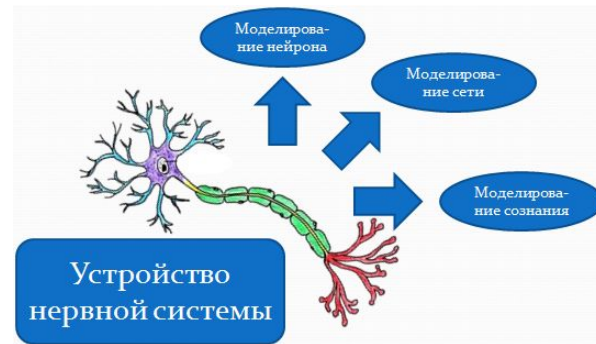 Моделирова-
ние нейрона
Моделирова-
ние сети
Моделирова-
ние сознания
Устройство
нервной системы